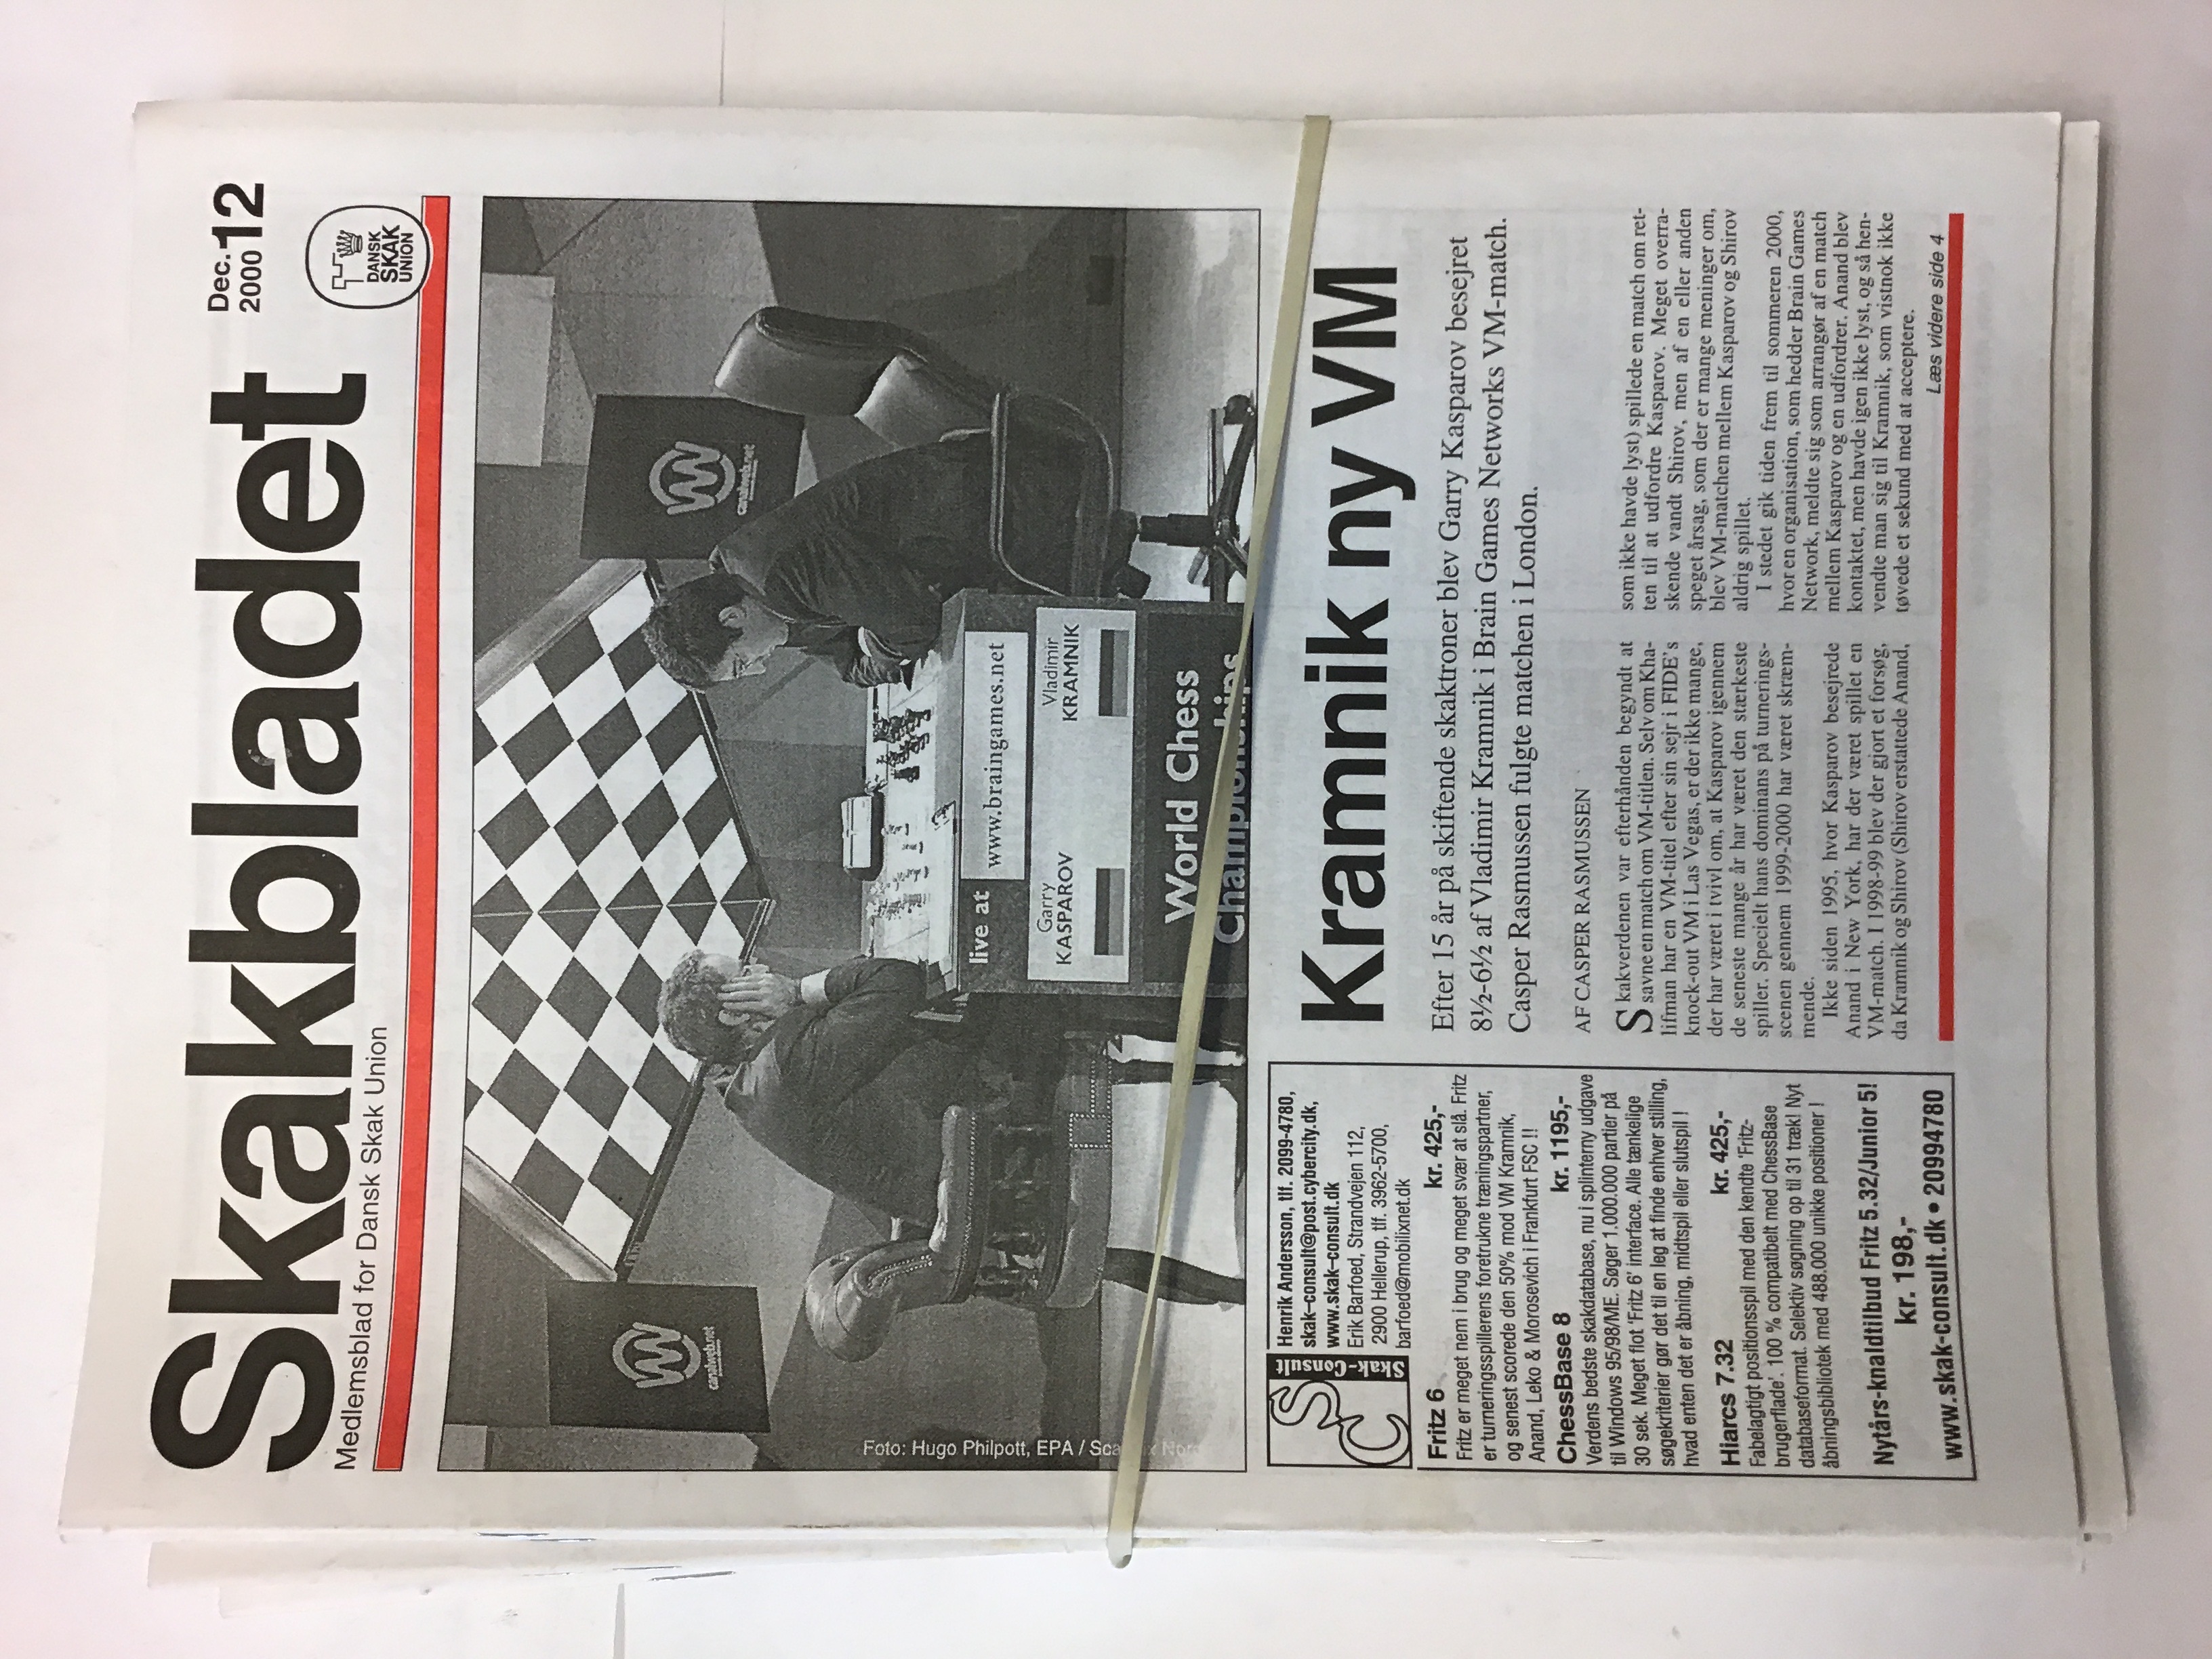 Skakbladet
Dec. 12
2000
Medlemsblad for Dansk Skak Union
DANSK
SKAK
UNION
canalweb.net
canalweb.net
live at www.braingames.net
Garry
KASPAROV
Vladimir
KRAMNIK
World Chess
Championships
Foto: Hugo Philpott, EPA /
Skak-Consult
Henrik Andersson, tlf. 2099-4780,
skak-consult@post.cybercity.dk,
www.skak-consult.dk
Erik Barfoed, Strandvejen 112,
2900 Hellerup, tlf. 3962-5700,
barfoed@mobilixnet.dk
Fritz 6 kr. 425,-
Fritz er meget nem i brug og meget svær at slå. Fritz
er turneringsspillerens foretrukne træningspartner,
og senest scorede den 50% mod VM Kramnik,
Anand, Leko & Morosevich i Frankfurt FSC !!
ChessBase 8 kr. 1195,-
Verdens bedste skakdatabase, nu i splinterny udgave
til Windows 95/98/ME. Søger 1.000.000 partier på
30 sek. Meget flot 'Fritz 6' interface. Alle tænkelige
søgekriterier gør det til en leg at finde enhver stilling,
hvad enten det er åbning, midtspil eller slutspil !
Hiarcs 7.32 kr. 425,-
Fabelagtigt positionsspil med den kendte 'Fritz-
brugerflade'. 100 % compatibelt med ChessBase
databaseformat. Selektiv søgning op til 31 træk! Nyt
åbningsbibliotek med 488.000 unikke positioner !
Nytårs-knaldtilbud Fritz 5.32/Junior 5!
kr. 198,-
www.skak-consult.dk • 20994780
Kramnik ny VM
Efter 15 år på skiftende skaktroner blev Garry Kasparov besejret
8½-6½ af Vladimir Kramnik i Brain Games Networks VM-match.
Casper Rasmussen fulgte matchen i London.
AF CASPER RASMUSSEN
Skakverdenen var efterhånden begyndt at
savne en match om VM-titlen. Selv om Kha-
lifman har en VM-titel efter sin sejr i FIDE's
knock-out VM i Las Vegas, er der ikke mange,
der har været i tvivl om, at Kasparov igennem
de seneste mange år har været den stærkeste
spiller. Specielt hans dominans på turnerings-
scenen gennem 1999-2000 har været skræm-
mende.
Ikke siden 1995, hvor Kasparov besejrede
Anand i New York, har der været spillet en
VM-match. I 1998-99 blev der gjort et forsøg,
da Kramnik og Shirov (Shirov erstattede Anand,
som ikke havde lyst) spillede en match om ret-
ten til at udfordre Kasparov. Meget overra-
skende vandt Shirov, men af en eller anden
speget årsag, som der er mange meninger om,
blev VM-matchen mellem Kasparov og Shirov
aldrig spillet.
I stedet gik tiden frem til sommeren 2000,
hvor en organisation, som hedder Brain Games
Network, meldte sig som arrangør af en match
mellem Kasparov og en udfordrer. Anand blev
kontaktet, men havde igen ikke lyst, og så hen-
vendte man sig til Kramnik, som vistnok ikke
tøvede et sekund med at acceptere.
Læs videre side 4